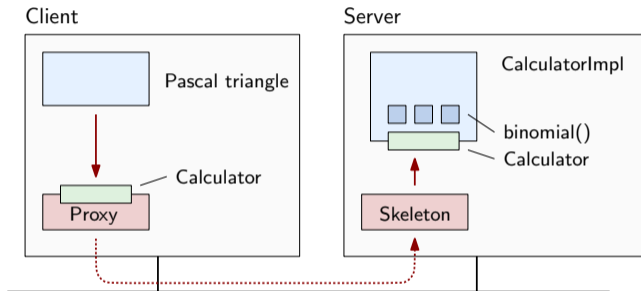 Client
Server
Pascal triangle
CalculatorImpl
binomial()
Calculator
Calculator
Proxy
Skeleton